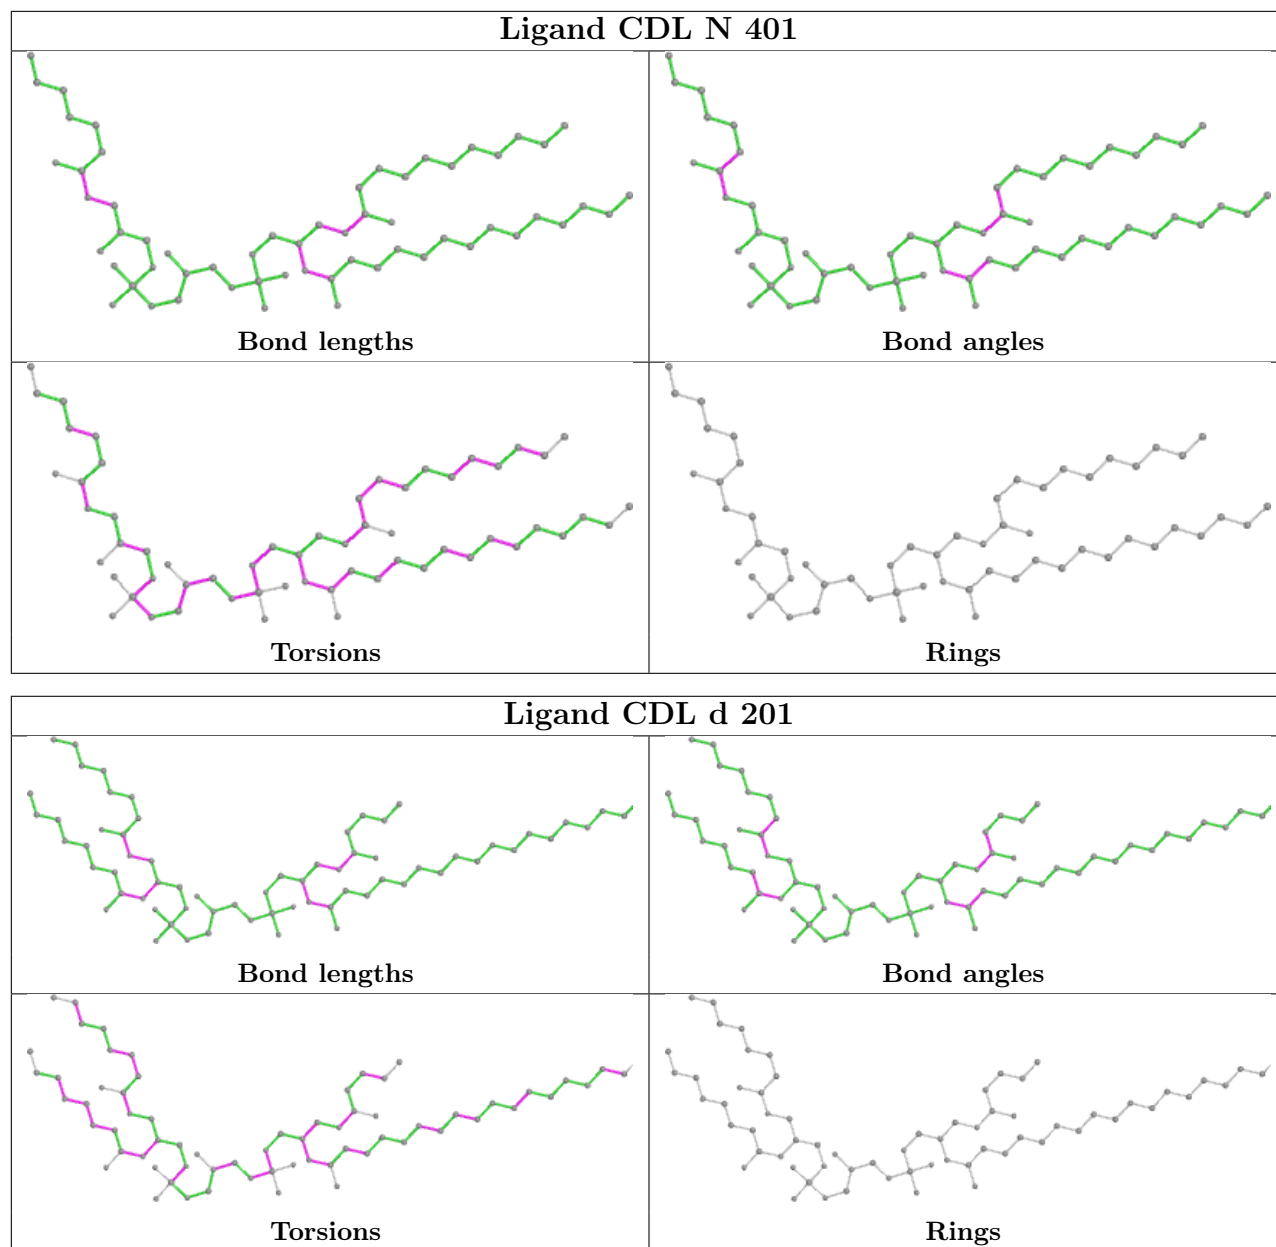 Ligand CDL N 401
Bond lengths
Bond angles
Torsions
Rings
Ligand CDL d 201
Bond lengths
Bond angles
Torsions
Rings